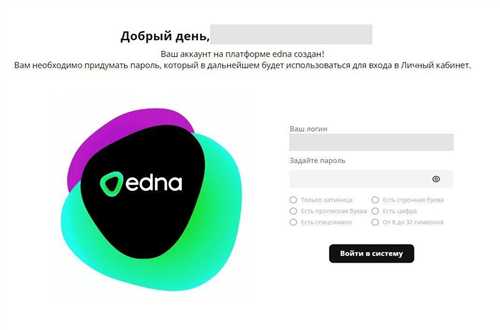 Добрый день,
Ваш аккаунт на платформе edna создан!
Вам необходимо придумать пароль, который в дальнейшем будет использоваться для входа в Личный кабинет.
edna
Ваш логин
Задайте пароль
Только латиница
Есть строчная буква
Есть прописная буква
Есть цифра
Есть спецсимвол
От 8 до 32 символов
Войти в систему